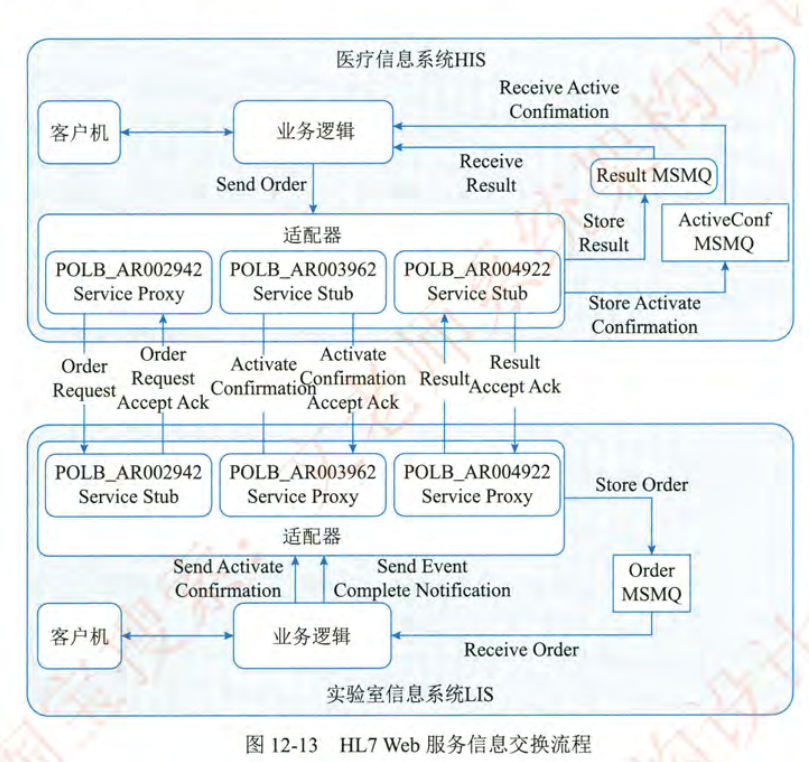 医疗信息系统HIS
Receive Active
Confimation
客户机
业务逻辑
Receive
Result
Result MSMQ
Send Order
ActiveConf
MSMQ
Store
Result
适配器
POLB_AR002942
Service Proxy
POLB_AR003962
Service Stub
POLB_AR004922
Service Stub
Store Activate
Confirmation
Order
Request
Order
Request
Accept Ack
Activate
Confirmation
Activate
Confirmation
Accept Ack
Result
Result
Accept Ack
POLB_AR002942
Service Stub
POLB_AR003962
Service Proxy
POLB_AR004922
Service Proxy
Store Order
适配器
Send Activate
Confirmation
Send Event
Complete Notification
Order
MSMQ
客户机
业务逻辑
Receive Order
实验室信息系统LIS
图 12-13 HL7 Web 服务信息交换流程